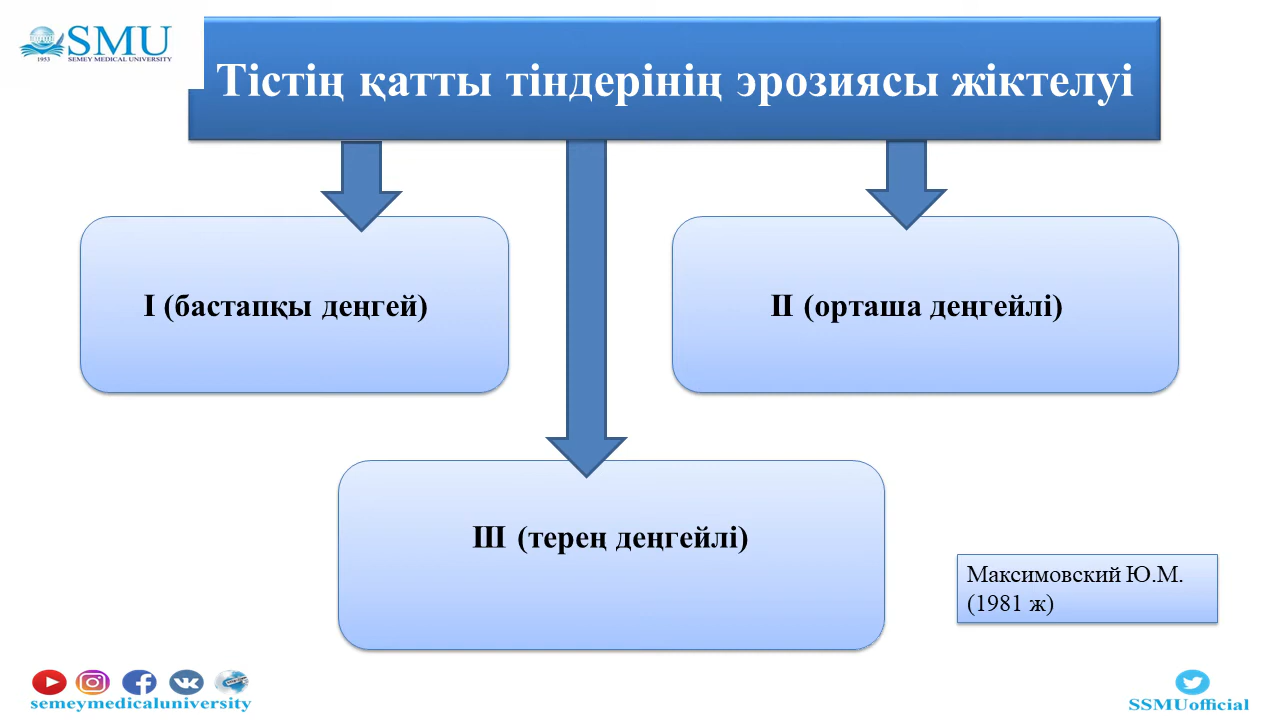 SMU
1953 SEMEY MEDICAL UNIVERSITY
Тістің қатты тіндерінің эрозиясы жіктелуі
I (бастапқы деңгей)
II (орташа деңгейлі)
III (терең деңгейлі)
Максимовский Ю.М.
(1981 ж)
semeymedicaluniversity
SSMUofficial